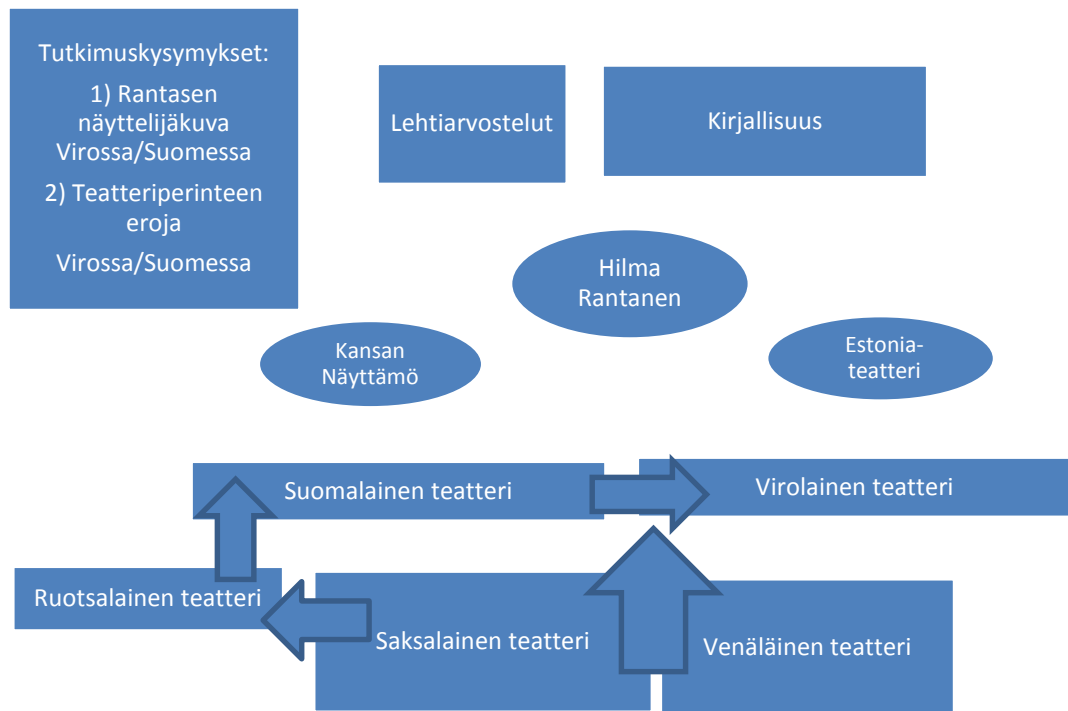 Tutkimuskysymykset:
1) Rantasen
näyttelijäkuva
Virossa/Suomessa
2) Teatteriperinteen
eroja
Virossa/Suomessa
Lehtiarvostelut
Kirjallisuus
Hilma
Rantanen
Kansan
Näyttämö
Estonia-
teatteri
Suomalainen teatteri
Virolainen teatteri
Ruotsalainen teatteri
Saksalainen teatteri
Venäläinen teatteri